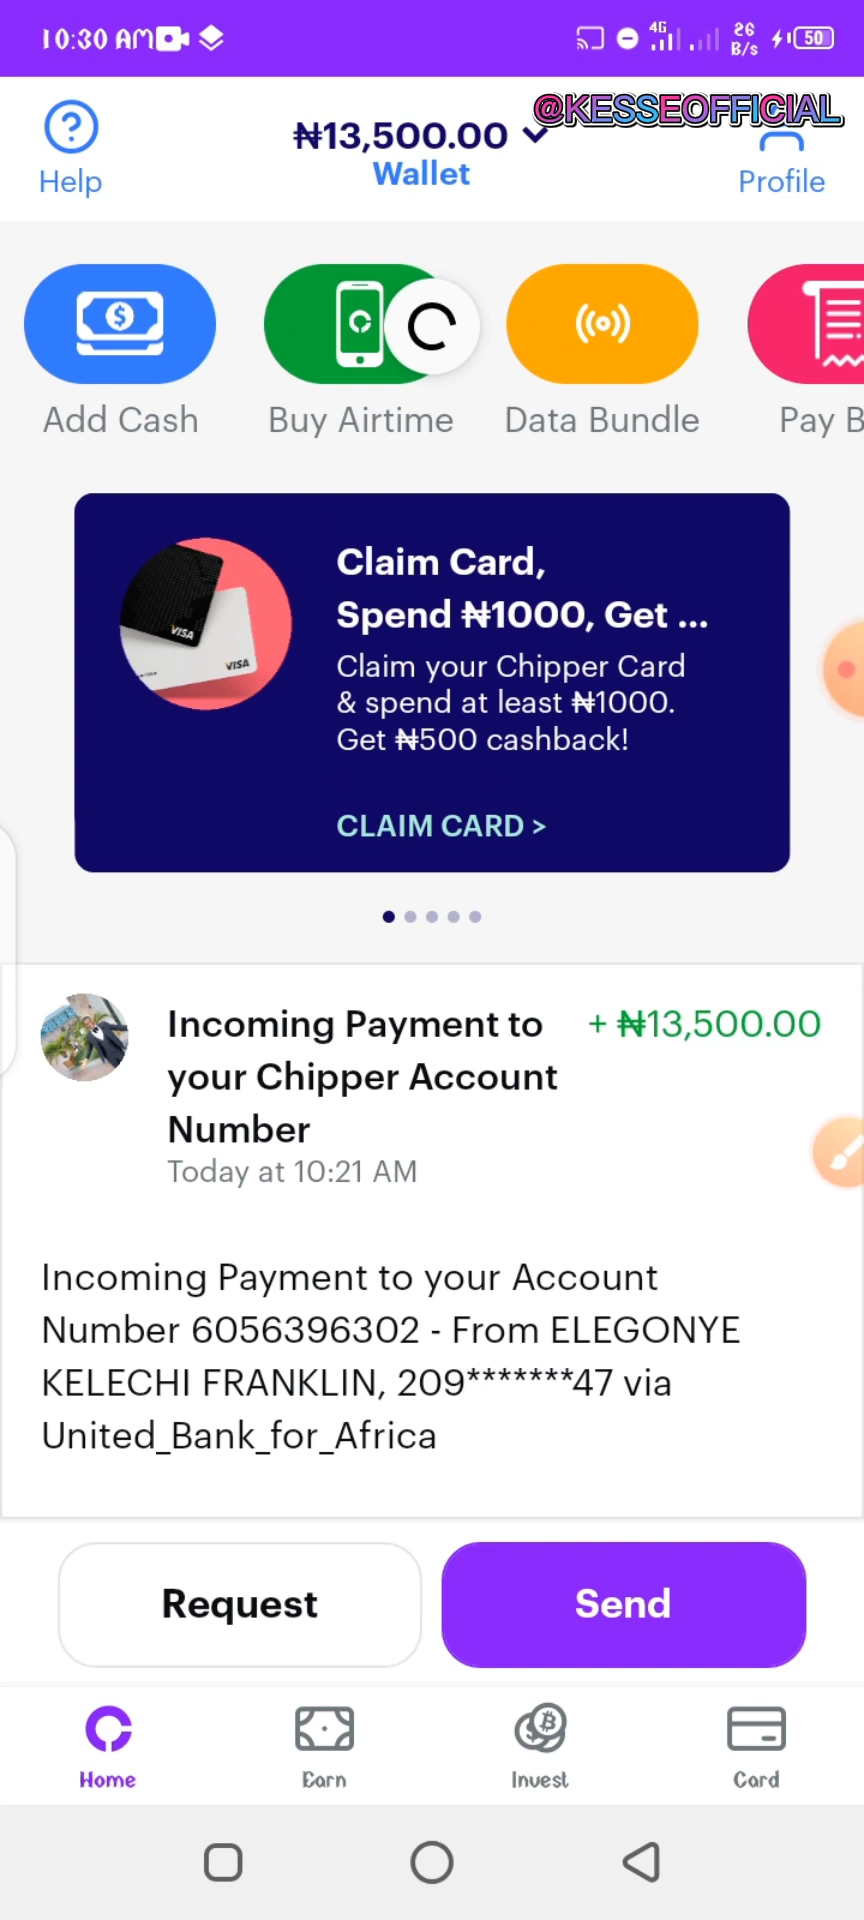 10:30 AM
4G
26
B/s
50
@KESSEOFFICIAL
₦13,500.00
Help
Wallet
Profile
$
Add Cash
Buy Airtime
Data Bundle
Pay B
Claim Card,
Spend ₦1000, Get ...
VISA
VISA
Claim your Chipper Card
& spend at least ₦1000.
Get ₦500 cashback!
CLAIM CARD >
Incoming Payment to
+ ₦13,500.00
your Chipper Account
Number
Today at 10:21 AM
Incoming Payment to your Account
Number 6056396302 - From ELEGONYE
KELECHI FRANKLIN, 209*******47 via
United_Bank_for_Africa
Request
Send
Home
Earn
Invest
Card